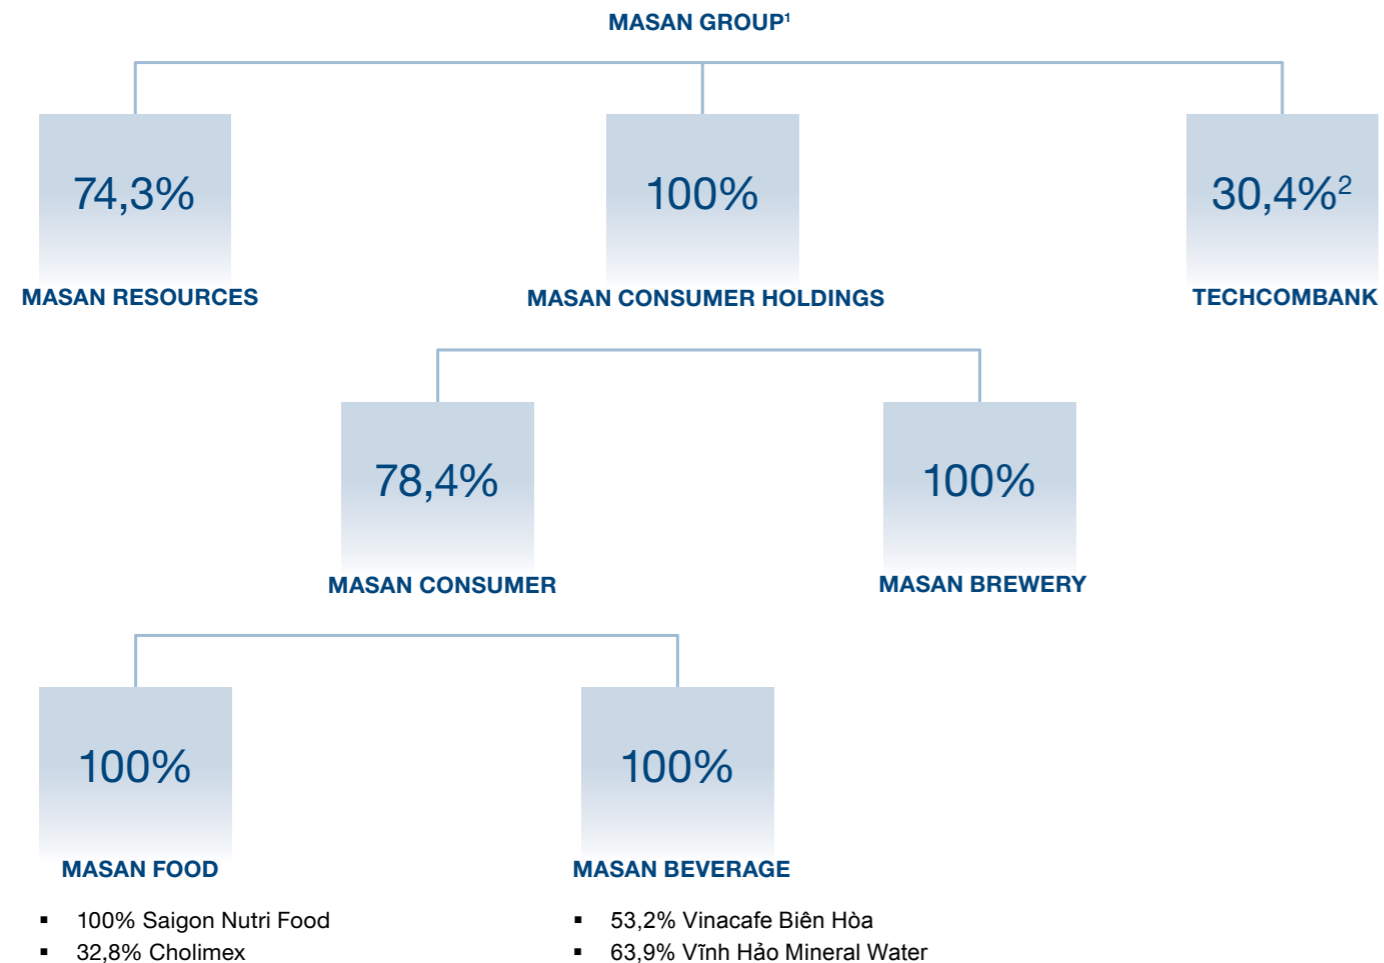 MASAN GROUP¹
74,3%
100%
30,4%²
MASAN RESOURCES
MASAN CONSUMER HOLDINGS
TECHCOMBANK
78,4%
100%
MASAN CONSUMER
MASAN BREWERY
100%
100%
MASAN FOOD
MASAN BEVERAGE
▪ 100% Saigon Nutri Food
▪ 32,8% Cholimex
▪ 53,2% Vinacafe Biên Hòa
▪ 63,9% Vĩnh Hảo Mineral Water